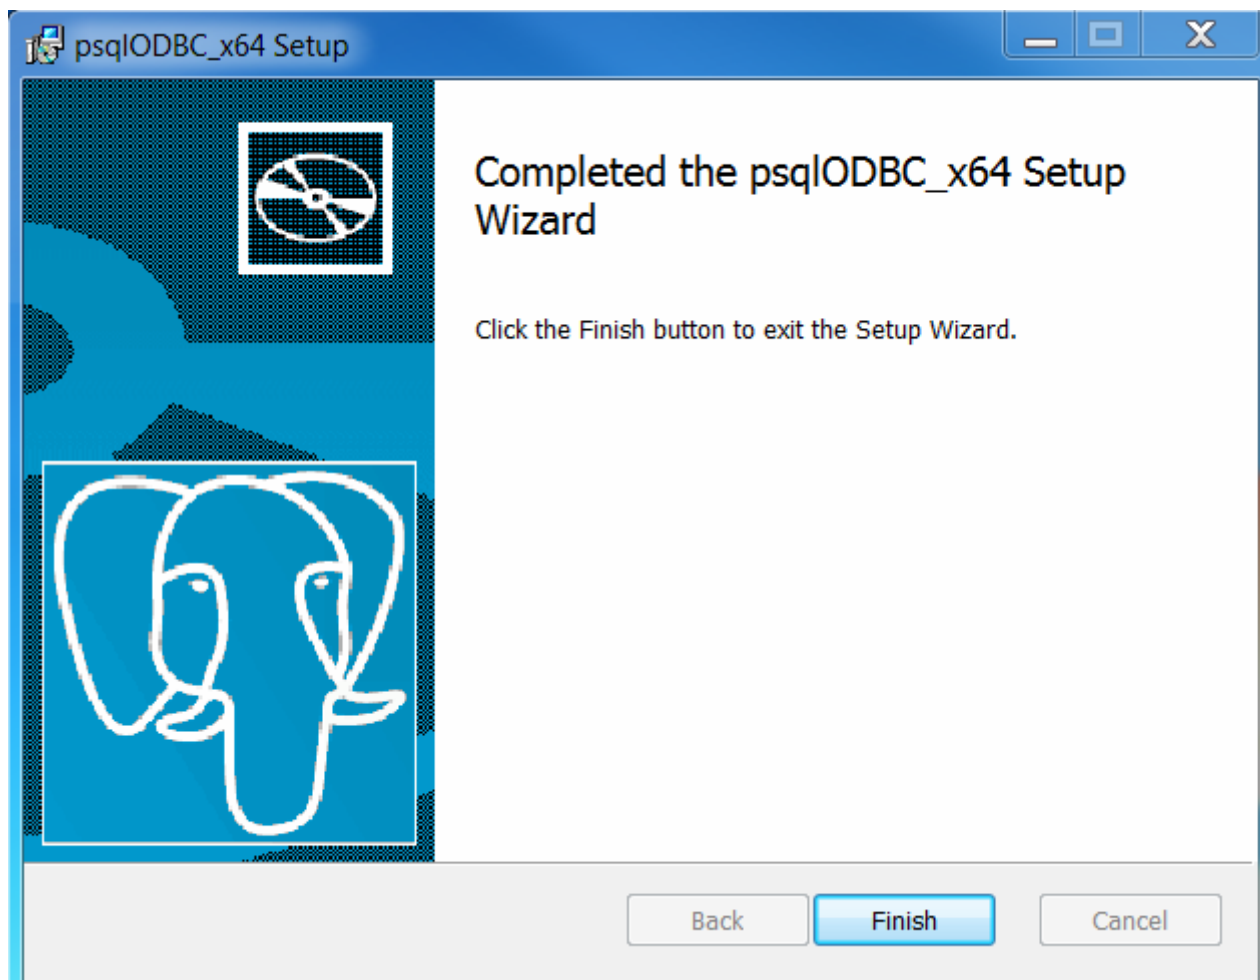 psqlODBC_x64 Setup
Completed the psqlODBC_x64 Setup
Wizard
Click the Finish button to exit the Setup Wizard.
Back
Finish
Cancel